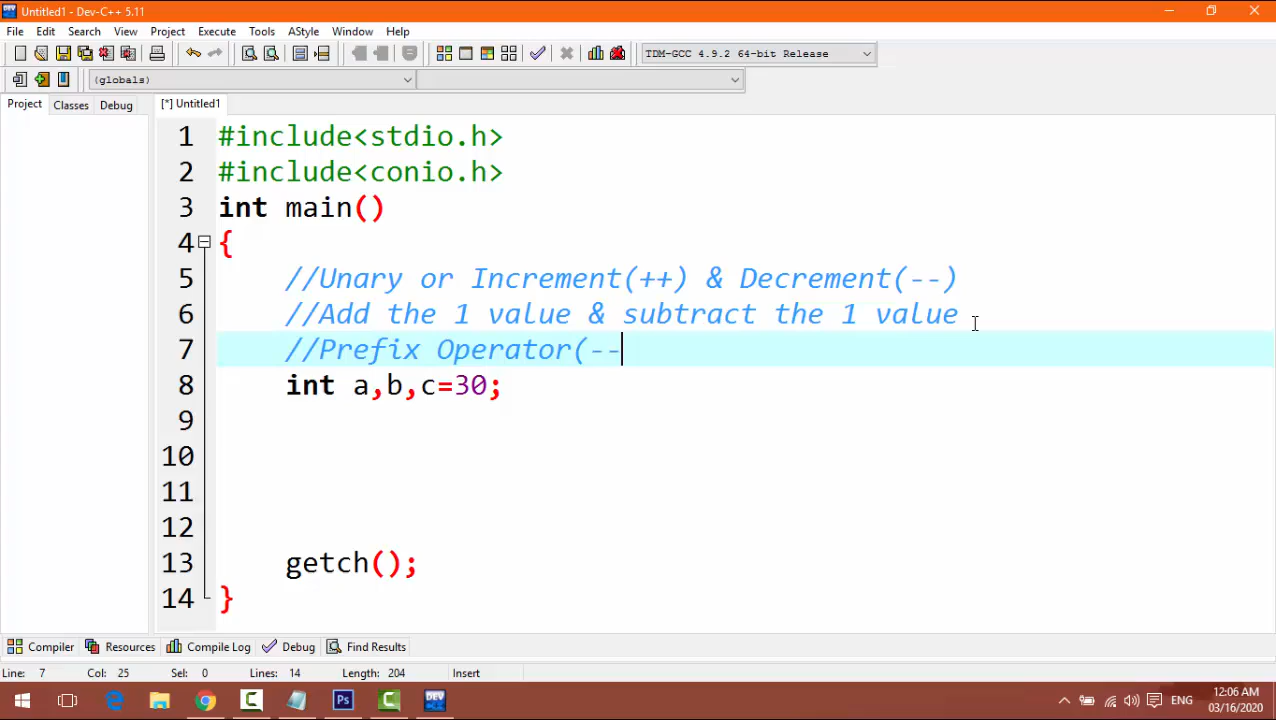 Untitled1 - Dev-C++ 5.11
File Edit Search View Project Execute Tools AStyle Window Help
TDM-GCC 4.9.2 64-bit Release
(globals)
Project Classes Debug [*] Untitled1
1 #include<stdio.h>
2 #include<conio.h>
3 int main()
4 {
5 //Unary or Increment(++) & Decrement(--)
6 //Add the 1 value & subtract the 1 value
7 //Prefix Operator(--
8 int a,b,c=30;
9
10
11
12
13 getch();
14 }
Compiler Resources Compile Log Debug Find Results
Line: 7 Col: 25 Sel: 0 Lines: 14 Length: 204 Insert
Ps DEV ENG 12:06 AM
03/16/2020